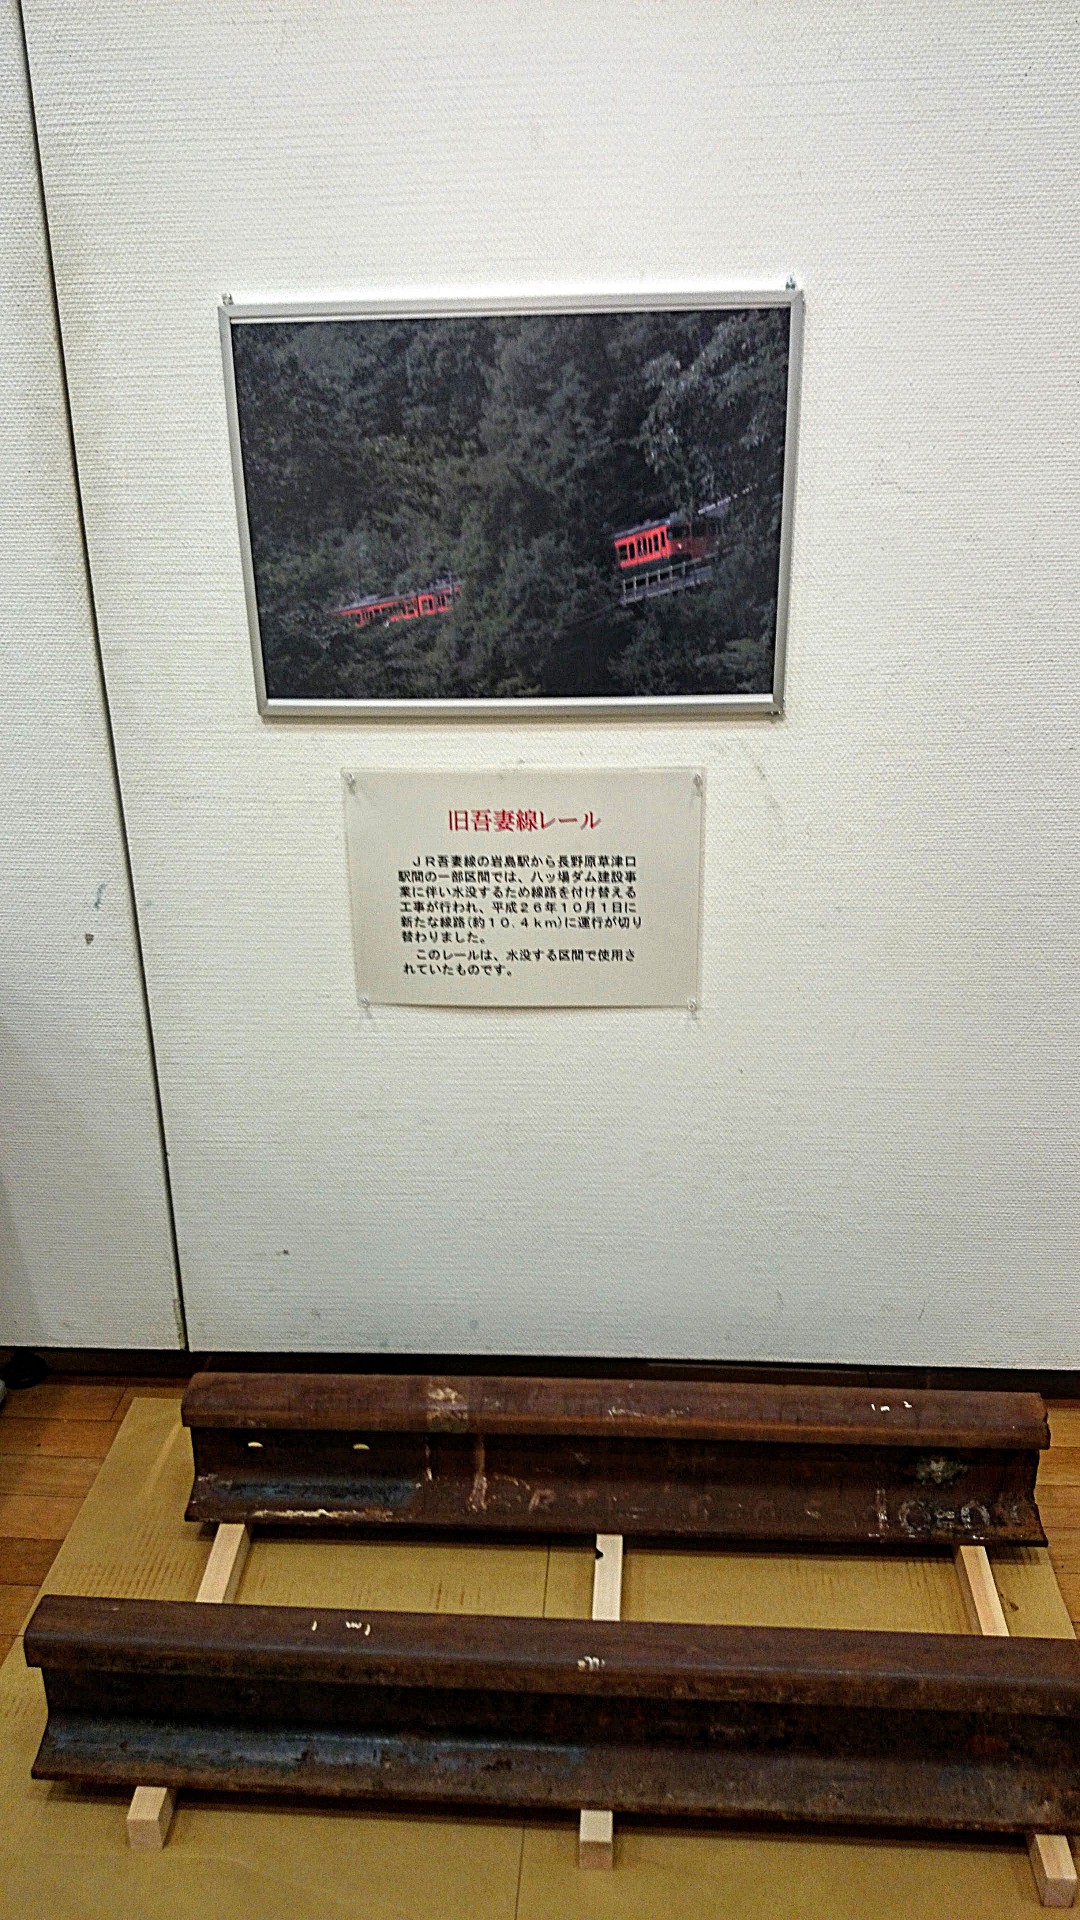 旧吾妻線レール
ＪＲ吾妻線の岩島駅から長野原草津口
駅間の一部区間では、八ッ場ダム建設事
業に伴い水没するため線路を付け替える
工事が行われ、平成２６年１０月１日に
新たな線路(約１０．４ｋｍ)に運行が切り
替わりました。
このレールは、水没する区間で使用さ
れていたものです。